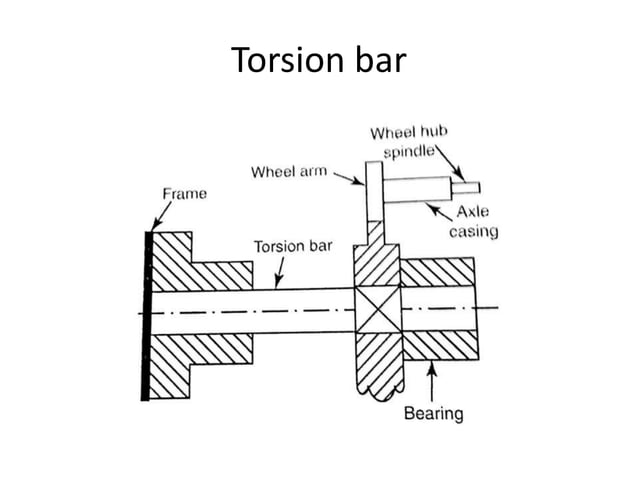 Torsion bar
Wheel hub
spindle
Wheel arm
Frame
Axle
casing
Torsion bar
Bearing